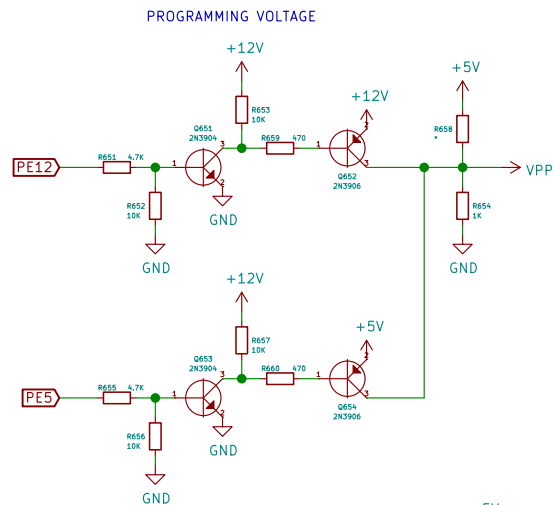 PROGRAMMING VOLTAGE
+12V
+5V
R653
10K
+12V
Q651
2N3904
R659 470
R658
*
PE12
R651 4.7K
1
3
2
1
2
3
Q652
2N3906
VPP
R652
10K
GND
R654
1K
GND
GND
+12V
Q653
2N3904
R657
10K
+5V
R660 470
PE5
R655 4.7K
1
3
2
1
2
3
Q654
2N3906
R656
10K
GND
GND